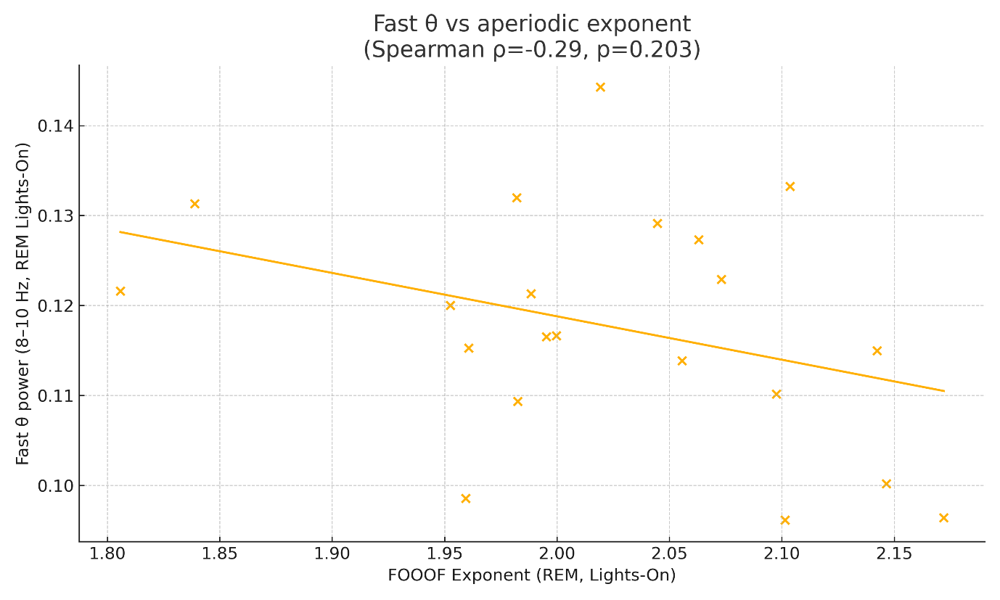 Fast θ vs aperiodic exponent
(Spearman ρ=-0.29, p=0.203)
Fast θ power (8–10 Hz, REM Lights-On)
0.14
0.13
0.12
0.11
0.10
1.80 1.85 1.90 1.95 2.00 2.05 2.10 2.15
FOOOF Exponent (REM, Lights-On)